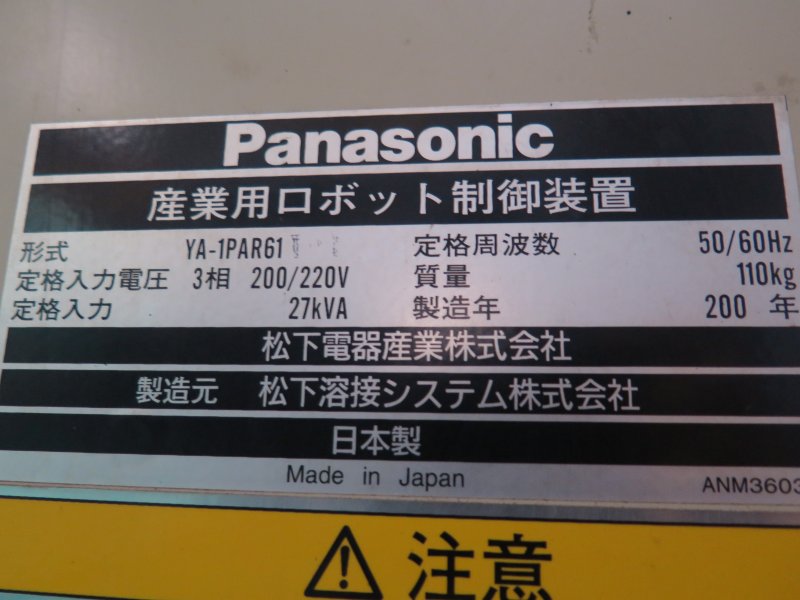 Panasonic
産業用ロボット制御装置
形式 YA-1PAR61 定格周波数 50/60Hz
定格入力電圧 3相 200/220V 質量 110kg
定格入力 27kVA 製造年 200 年
松下電器産業株式会社
製造元 松下溶接システム株式会社
日本製
Made in Japan
ANM3603
注意